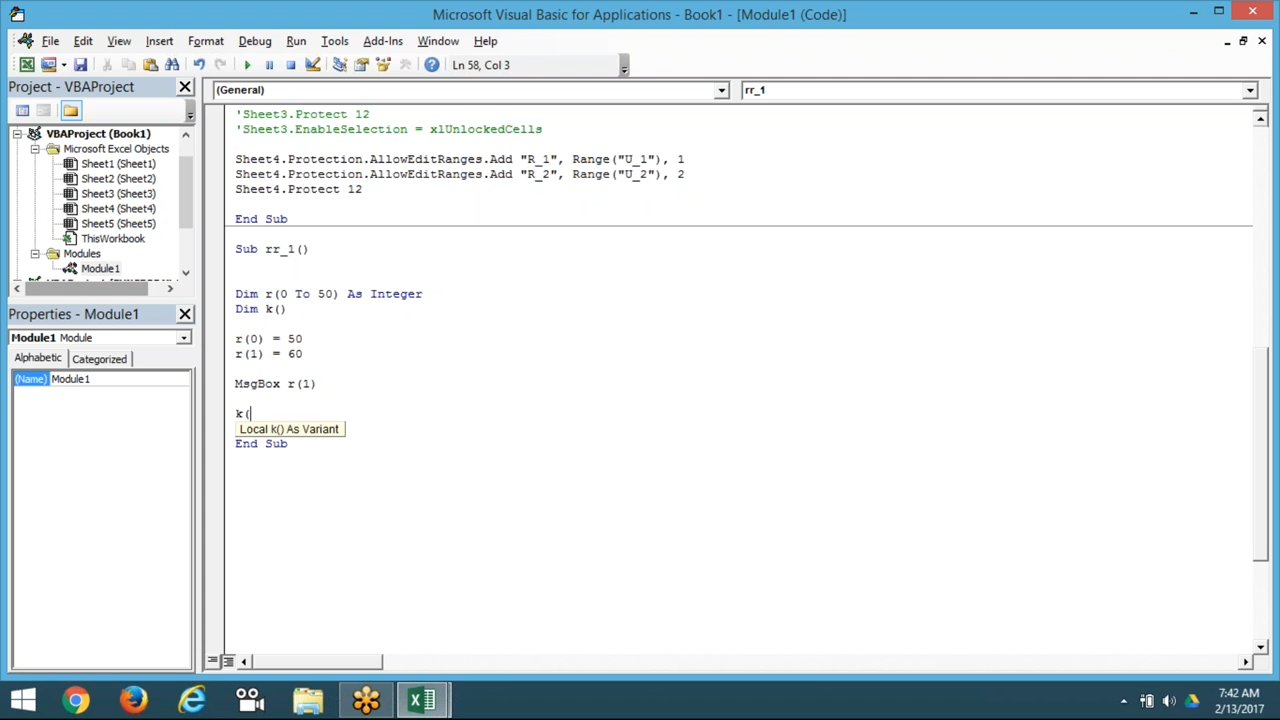 Microsoft Visual Basic for Applications - Book1 - [Module1 (Code)]
File Edit View Insert Format Debug Run Tools Add-Ins Window Help
Ln 58, Col 3
Project - VBAProject
(General)
rr_1
VBAProject (Book1)
Microsoft Excel Objects
Sheet1 (Sheet1)
Sheet2 (Sheet2)
Sheet3 (Sheet3)
Sheet4 (Sheet4)
Sheet5 (Sheet5)
ThisWorkbook
Modules
Module1
Properties - Module1
Module1 Module
Alphabetic Categorized
(Name) Module1
'Sheet3.Protect 12
'Sheet3.EnableSelection = xlUnlockedCells
Sheet4.Protection.AllowEditRanges.Add "R_1", Range("U_1"), 1
Sheet4.Protection.AllowEditRanges.Add "R_2", Range("U_2"), 2
Sheet4.Protect 12
End Sub
Sub rr_1()
Dim r(0 To 50) As Integer
Dim k()
r(0) = 50
r(1) = 60
MsgBox r(1)
k(
Local k() As Variant
End Sub
7:42 AM
2/13/2017